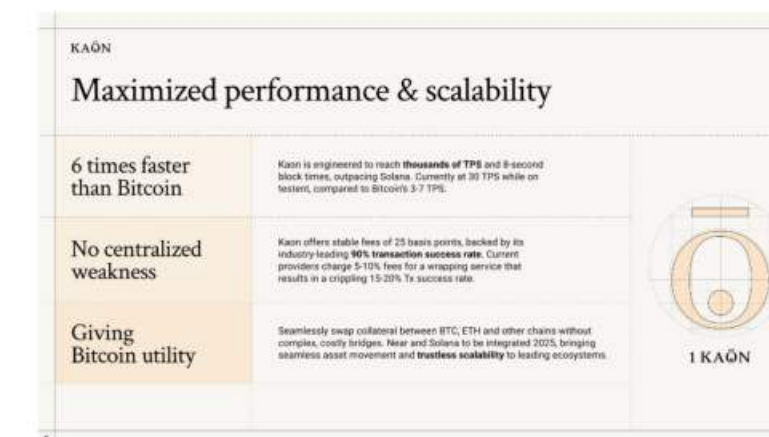 KAŌN
Maximized performance & scalability
6 times faster
than Bitcoin
Kaon is engineered to reach thousands of TPS and 8-second
block times, outpacing Solana. Currently at 30 TPS while on
testent, compared to Bitcoin's 3-7 TPS.
No centralized
weakness
Kaon offers stable fees of 25 basis points, backed by its
industry-leading 90% transaction success rate. Current
providers charge 5-10% fees for a wrapping service that
results in a crippling 15-20% Tx success rate.
Giving
Bitcoin utility
Seamlessly swap collateral between BTC, ETH and other chains without
complex, costly bridges. Near and Solana to be integrated 2025, bringing
seamless asset movement and trustless scalability to leading ecosystems
Ō
1 KAŌN